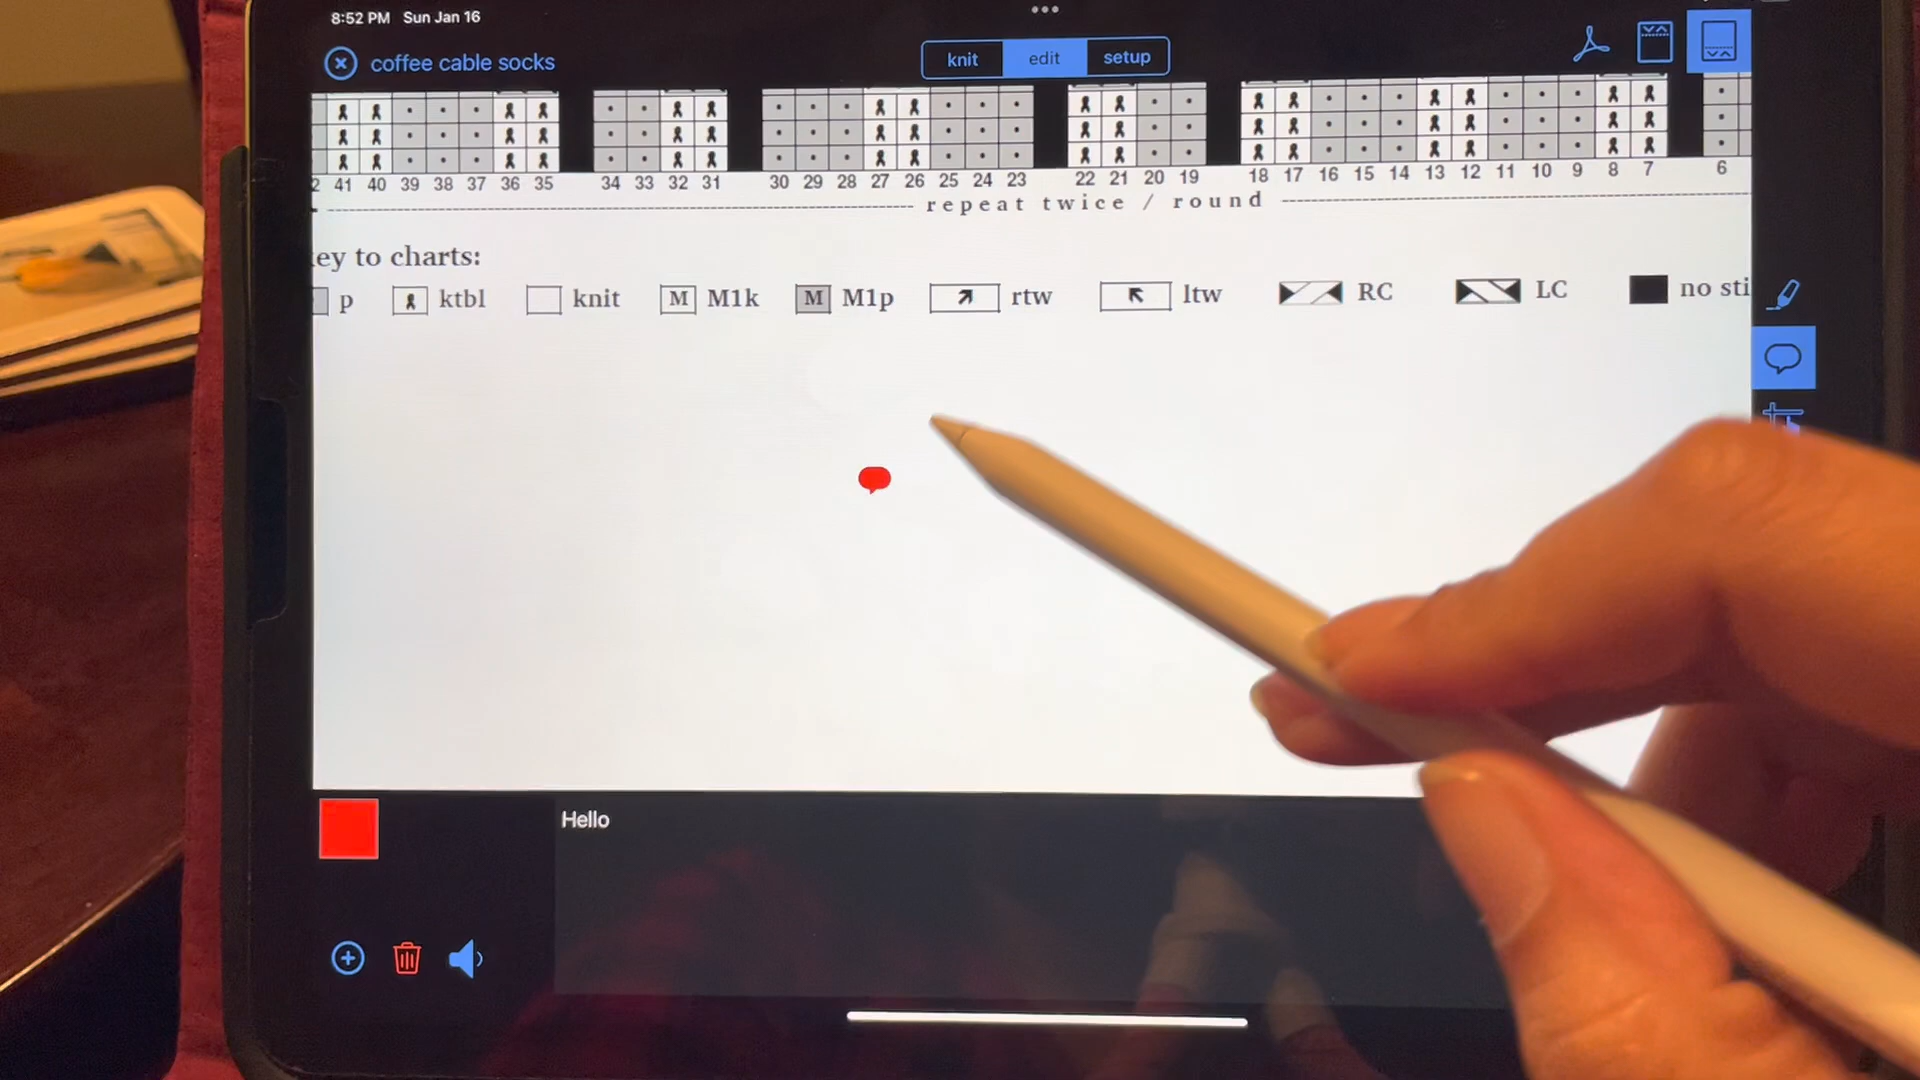 8:52 PM Sun Jan 16
coffee cable socks
knit edit setup
2 41 40 39 38 37 36 35 34 33 32 31 30 29 28 27 26 25 24 23 22 21 20 19 18 17 16 15 14 13 12 11 10 9 8 7 6
repeat twice / round
ey to charts:
p ktbl knit M M1k M M1p rtw ltw RC LC no sti
Hello